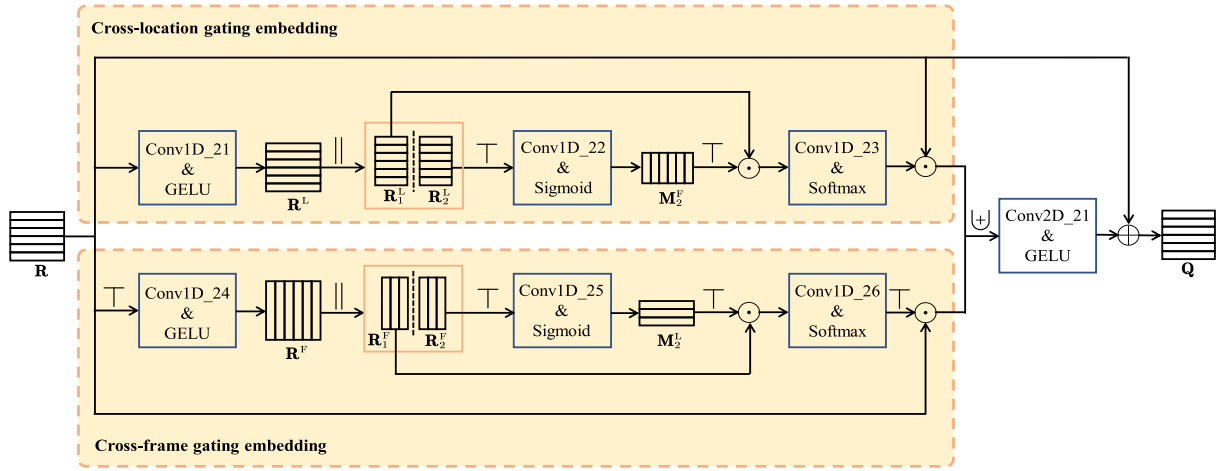 Cross-location gating embedding
Conv1D_21
&
GELU
R^L
||
R_1^L
R_2^L
⊤
Conv1D_22
&
Sigmoid
M_2^F
⊤
⊙
Conv1D_23
&
Softmax
⊙
R
⊤
Conv1D_24
&
GELU
R^F
||
R_1^F
R_2^F
⊤
Conv1D_25
&
Sigmoid
M_2^L
⊤
⊙
Conv1D_26
&
Softmax
⊤
⊙
Cross-frame gating embedding
⊎
Conv2D_21
&
GELU
⊕
Q